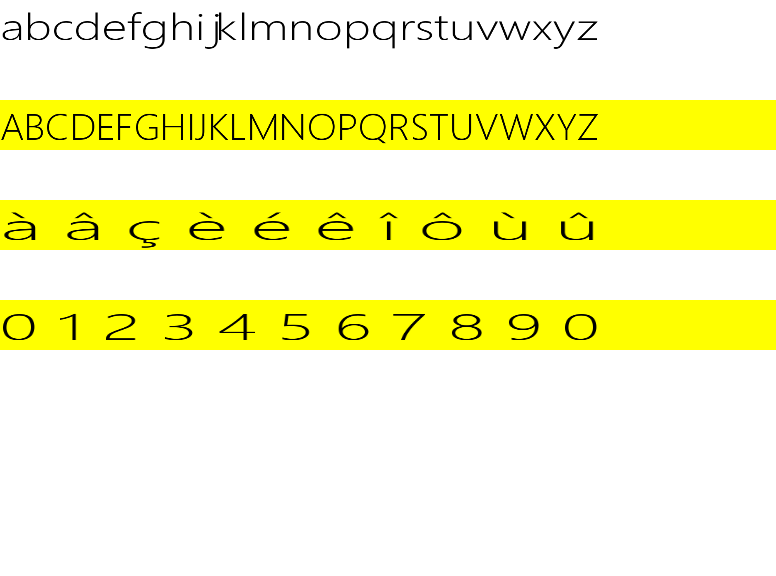 abcdefghijklmnopqrstuvwxyz
ABCDEFGHIJKLMNOPQRSTUVWXYZ
à â ç è é ê î ô ù û
0 1 2 3 4 5 6 7 8 9 0